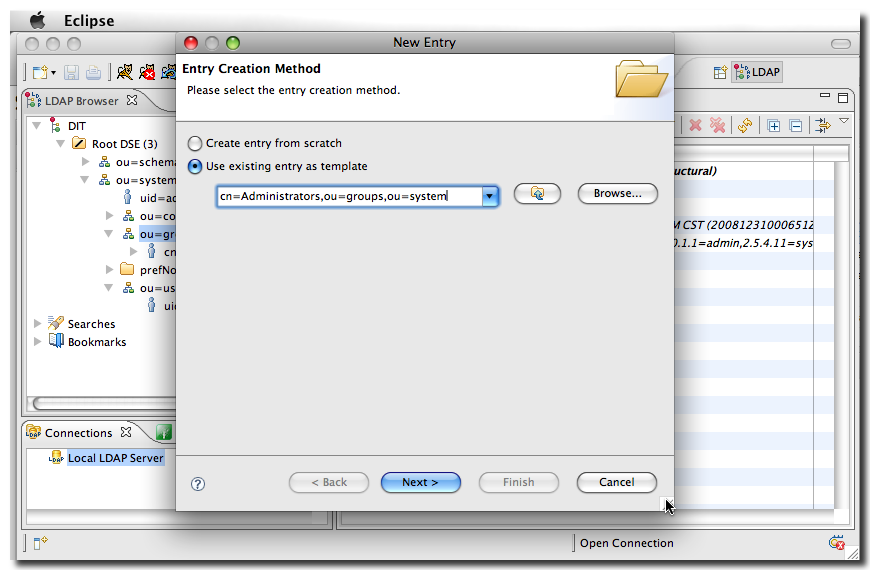 Eclipse
New Entry
LDAP
Entry Creation Method
Please select the entry creation method.
LDAP Browser
DIT
Root DSE (3)
ou=schema
ou=system
uid=ad
ou=co
ou=gr
cn
prefNo
ou=us
uid
Searches
Bookmarks
Create entry from scratch
Use existing entry as template
cn=Administrators,ou=groups,ou=system
Browse...
uctural)
M CST (20081231000651Z
0.1.1=admin,2.5.4.11=sys
Connections
Local LDAP Server
?
< Back
Next >
Finish
Cancel
Open Connection